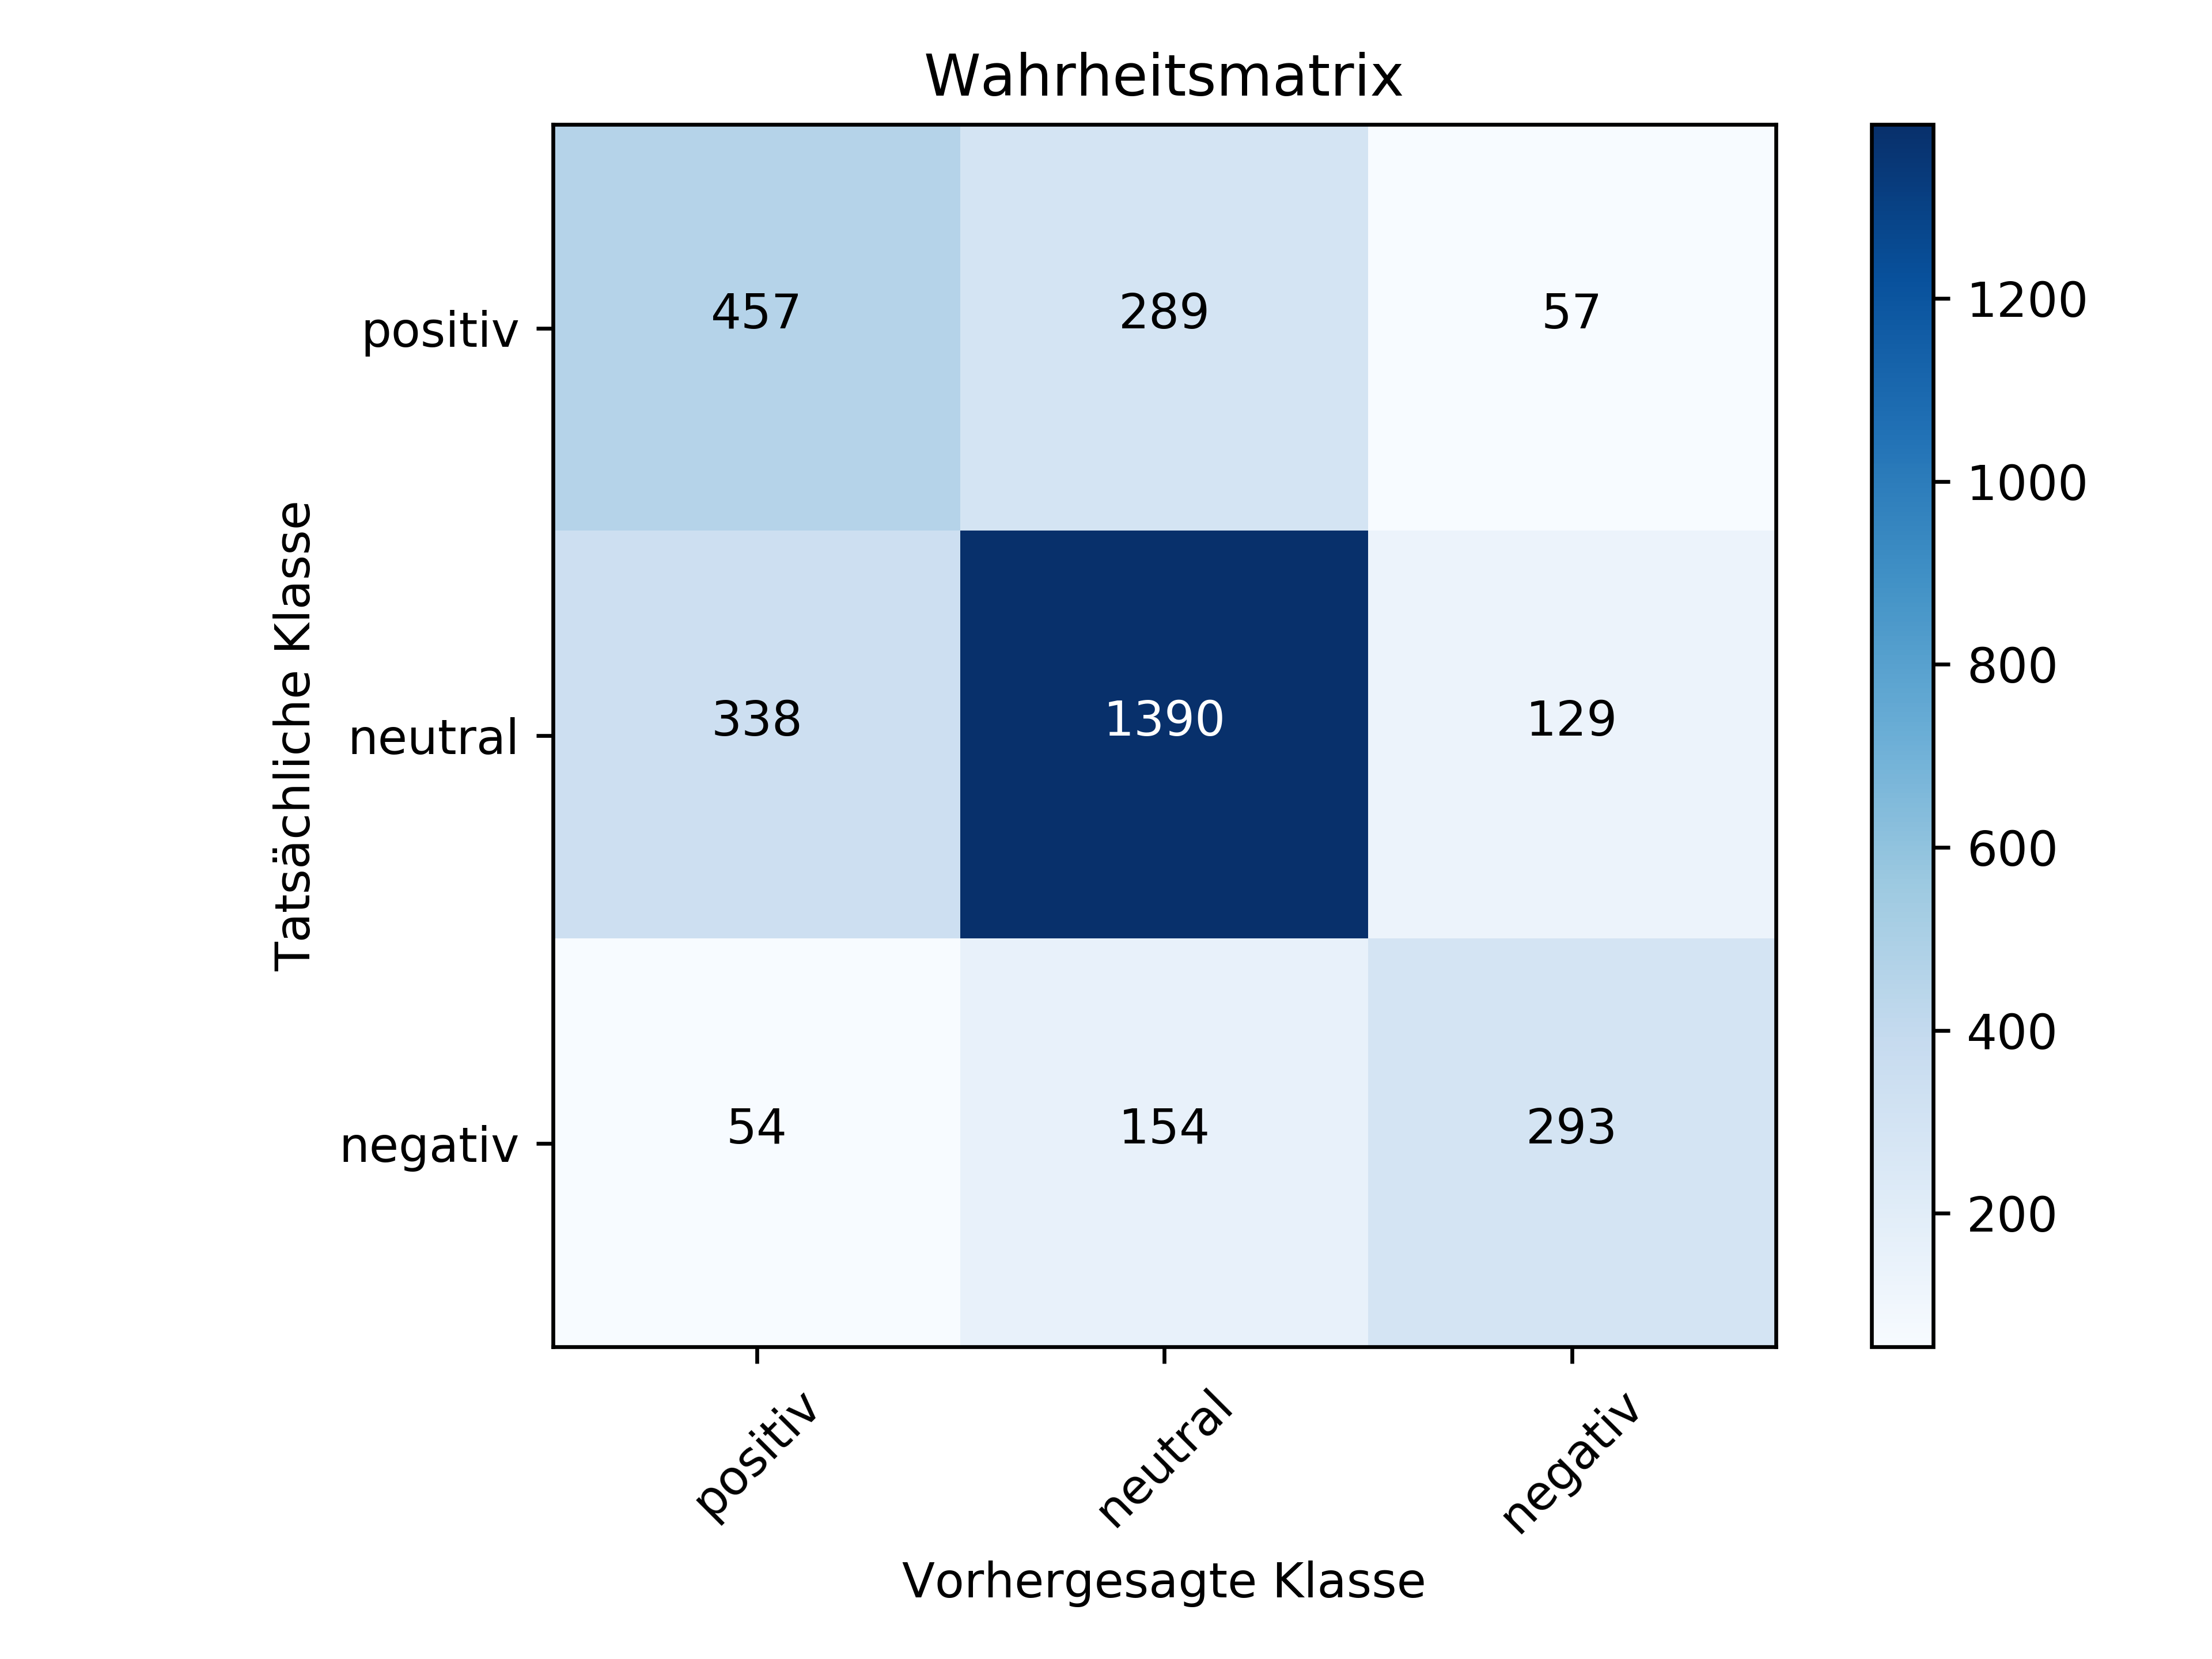 Wahrheitsmatrix
Tatsächliche Klasse
positiv
457 289 57
neutral
338 1390 129
negativ
54 154 293
positiv neutral negativ
Vorhergesagte Klasse
1200
1000
800
600
400
200